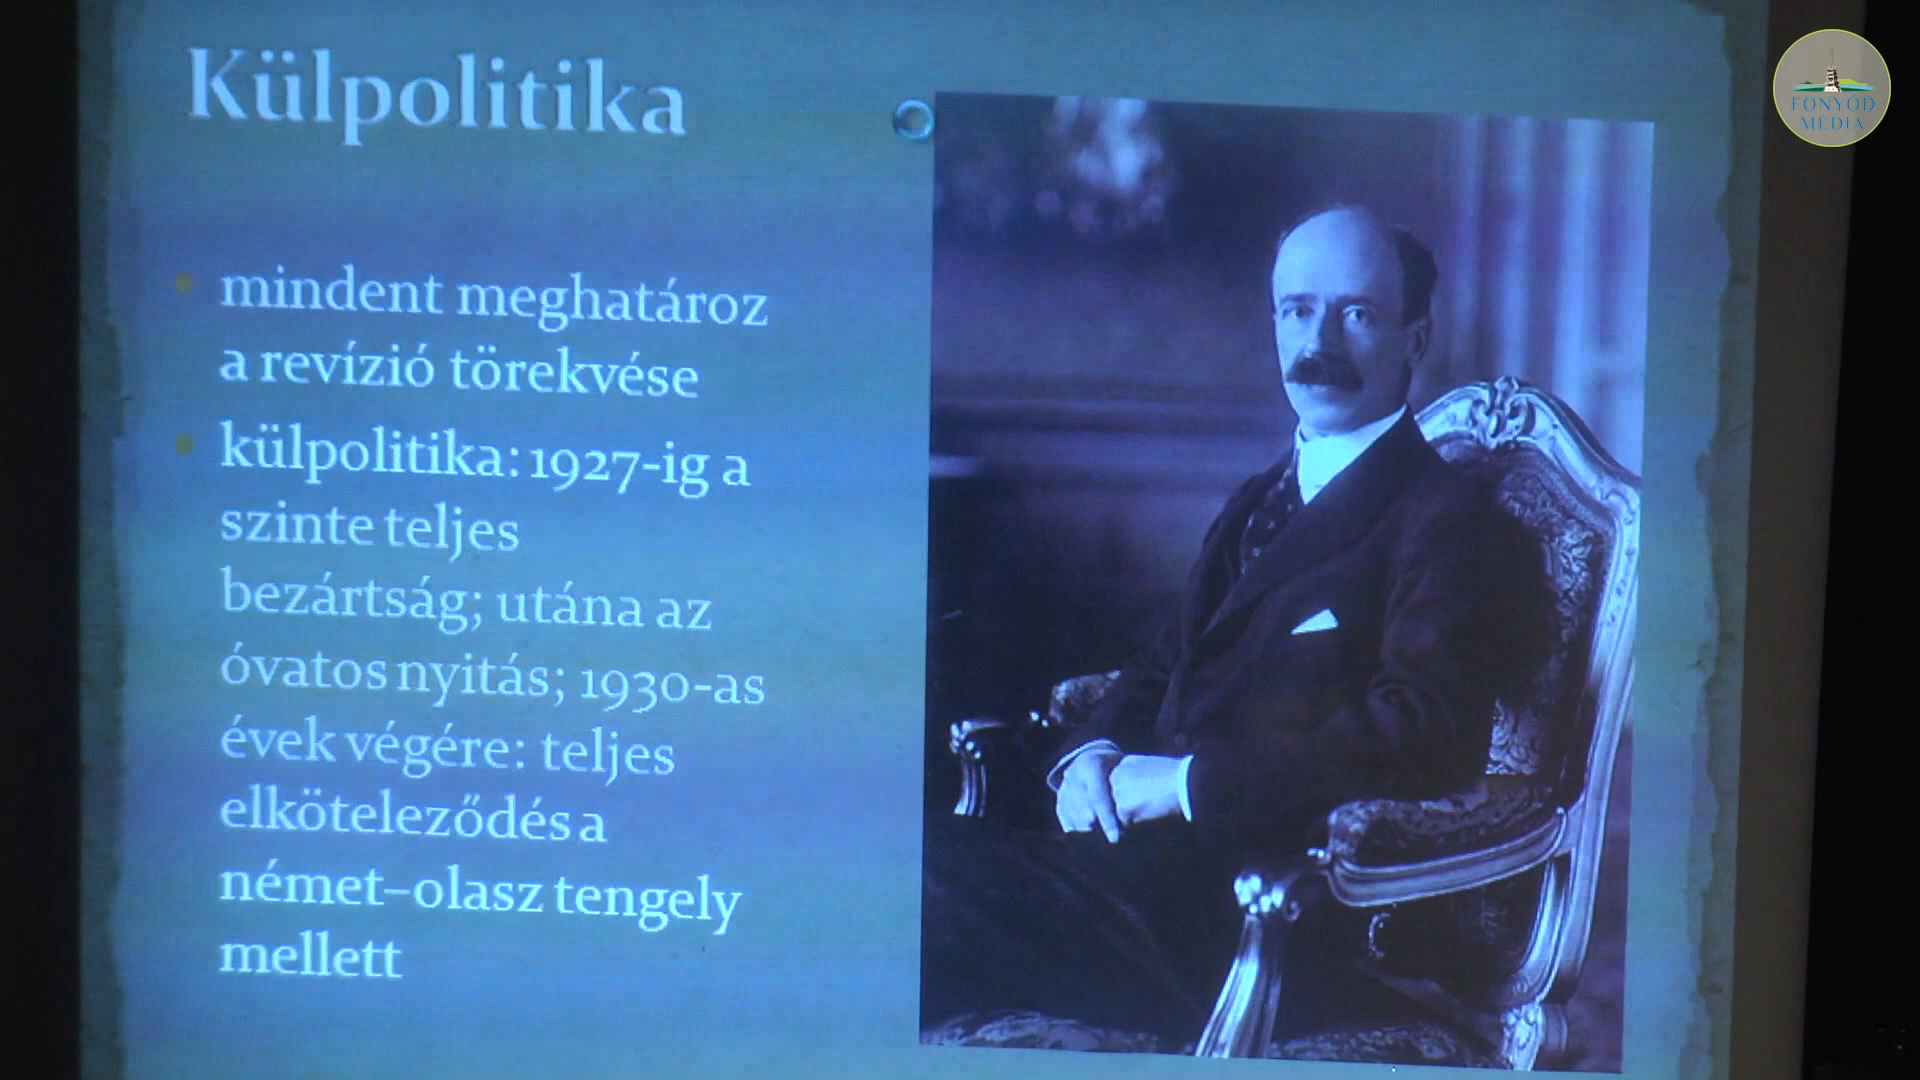 Külpolitika
mindent meghatároz
a revízió törekvése
külpolitika: 1927-ig a
szinte teljes
bezártság; utána az
óvatos nyitás; 1930-as
évek végére: teljes
elköteleződés a
német–olasz tengely
mellett
FONYÓD
MÉDIA